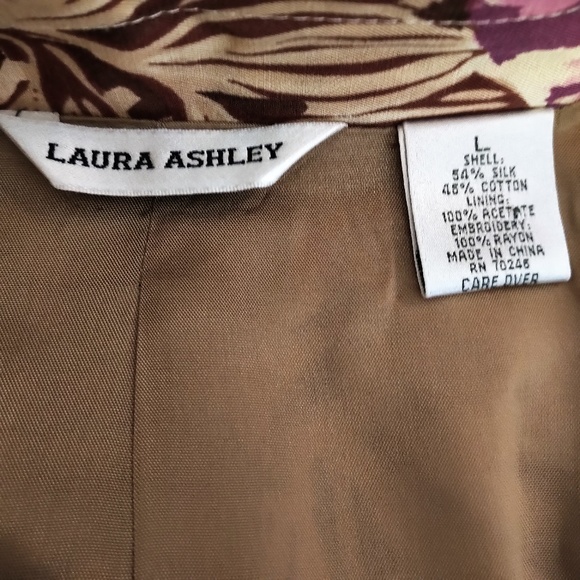 LAURA ASHLEY
L
SHELL:
54% SILK
46% COTTON
LINING:
100% ACETATE
EMBROIDERY:
100% RAYON
MADE IN CHINA
RN 70246
CARE OVER